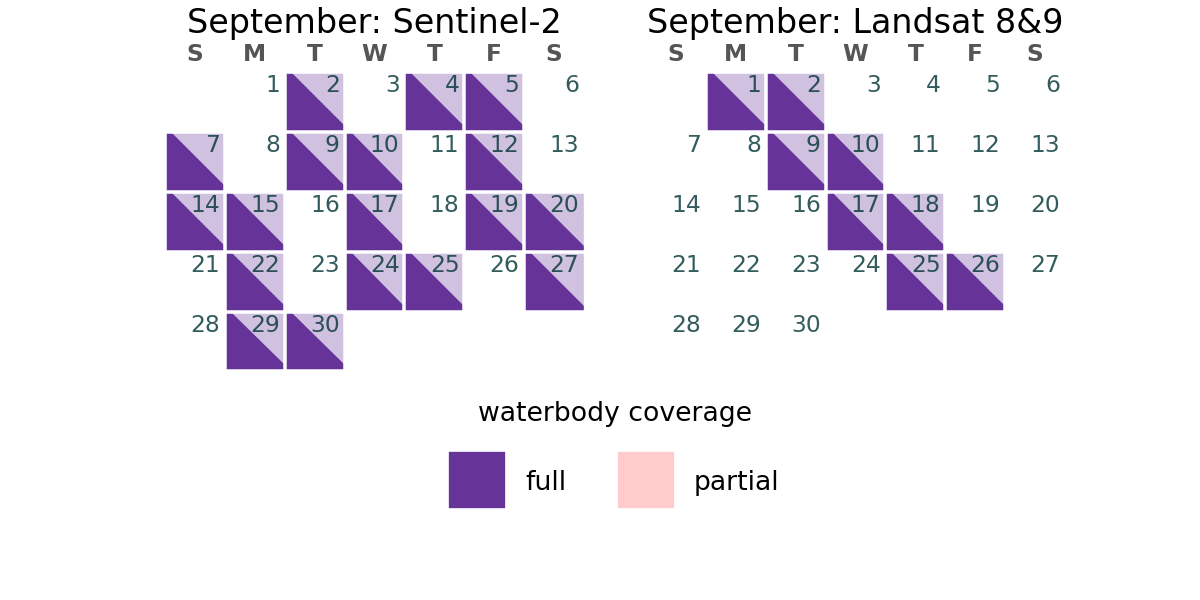 September: Sentinel-2
S M T W T F S
1 2 3 4 5 6
7 8 9 10 11 12 13
14 15 16 17 18 19 20
21 22 23 24 25 26 27
28 29 30
September: Landsat 8&9
S M T W T F S
1 2 3 4 5 6
7 8 9 10 11 12 13
14 15 16 17 18 19 20
21 22 23 24 25 26 27
28 29 30
waterbody coverage
full partial